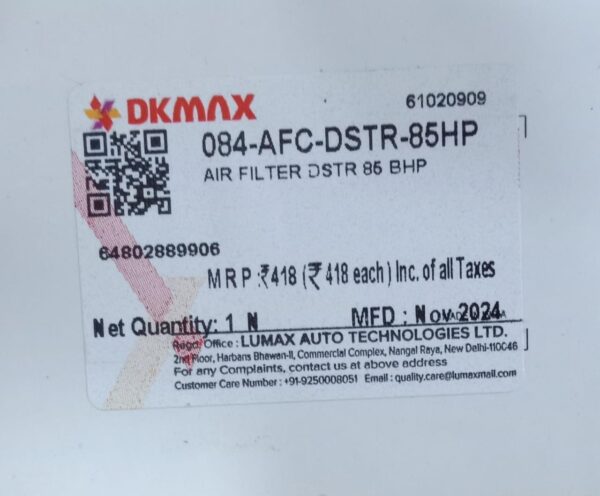 DKMAX
61020909
084-AFC-DSTR-85HP
AIR FILTER DSTR 85 BHP
64802889906
MRP :₹418 (₹ 418 each) Inc. of all Taxes
Net Quantity: 1 N
MFD : Nov 2024
Regd. Office : LUMAX AUTO TECHNOLOGIES LTD.
2nd Floor, Harbans Bhawan-II, Commercial Complex, Nangal Raya, New Delhi-110046
For any Complaints, contact us at above address
Customer Care Number : +91-9250008051 Email : quality.care@lumaxmail.com